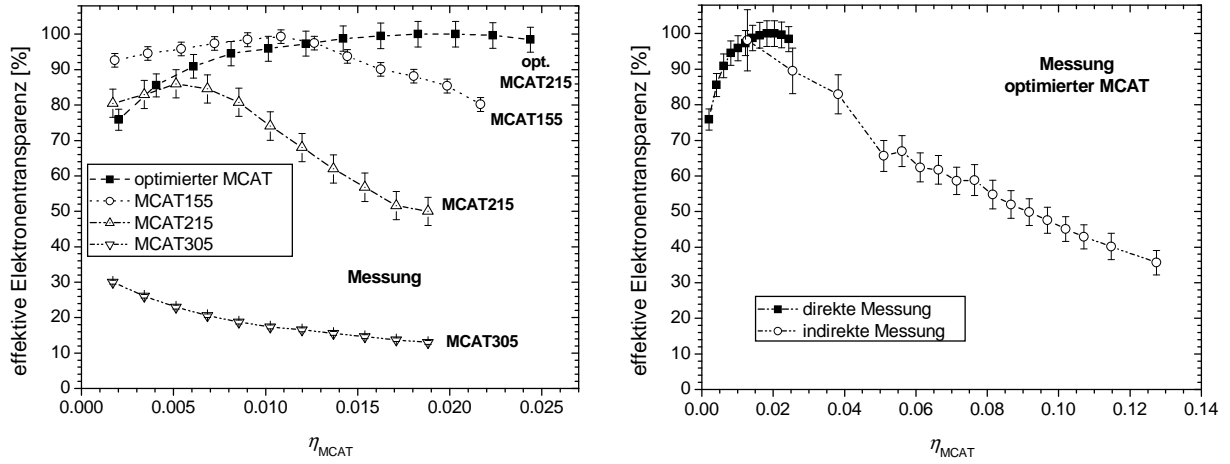 effektive Elektronentransparz [%]
100
90
80
70
60
50
40
30
20
10
0
opt.
MCAT215
MCAT155
optimierter MCAT
MCAT155
MCAT215
MCAT305
MCAT215
Messung
MCAT305
0.000
0.005
0.010
0.015
0.020
0.025
ηMCAT
effektive Elektronentransparenz [%]
100
90
80
70
60
50
40
30
20
10
0
Messung
optimierter MCAT
direkte Messung
indirekte Messung
0.00
0.02
0.04
0.06
0.08
0.10
0.12
0.14
ηMCAT